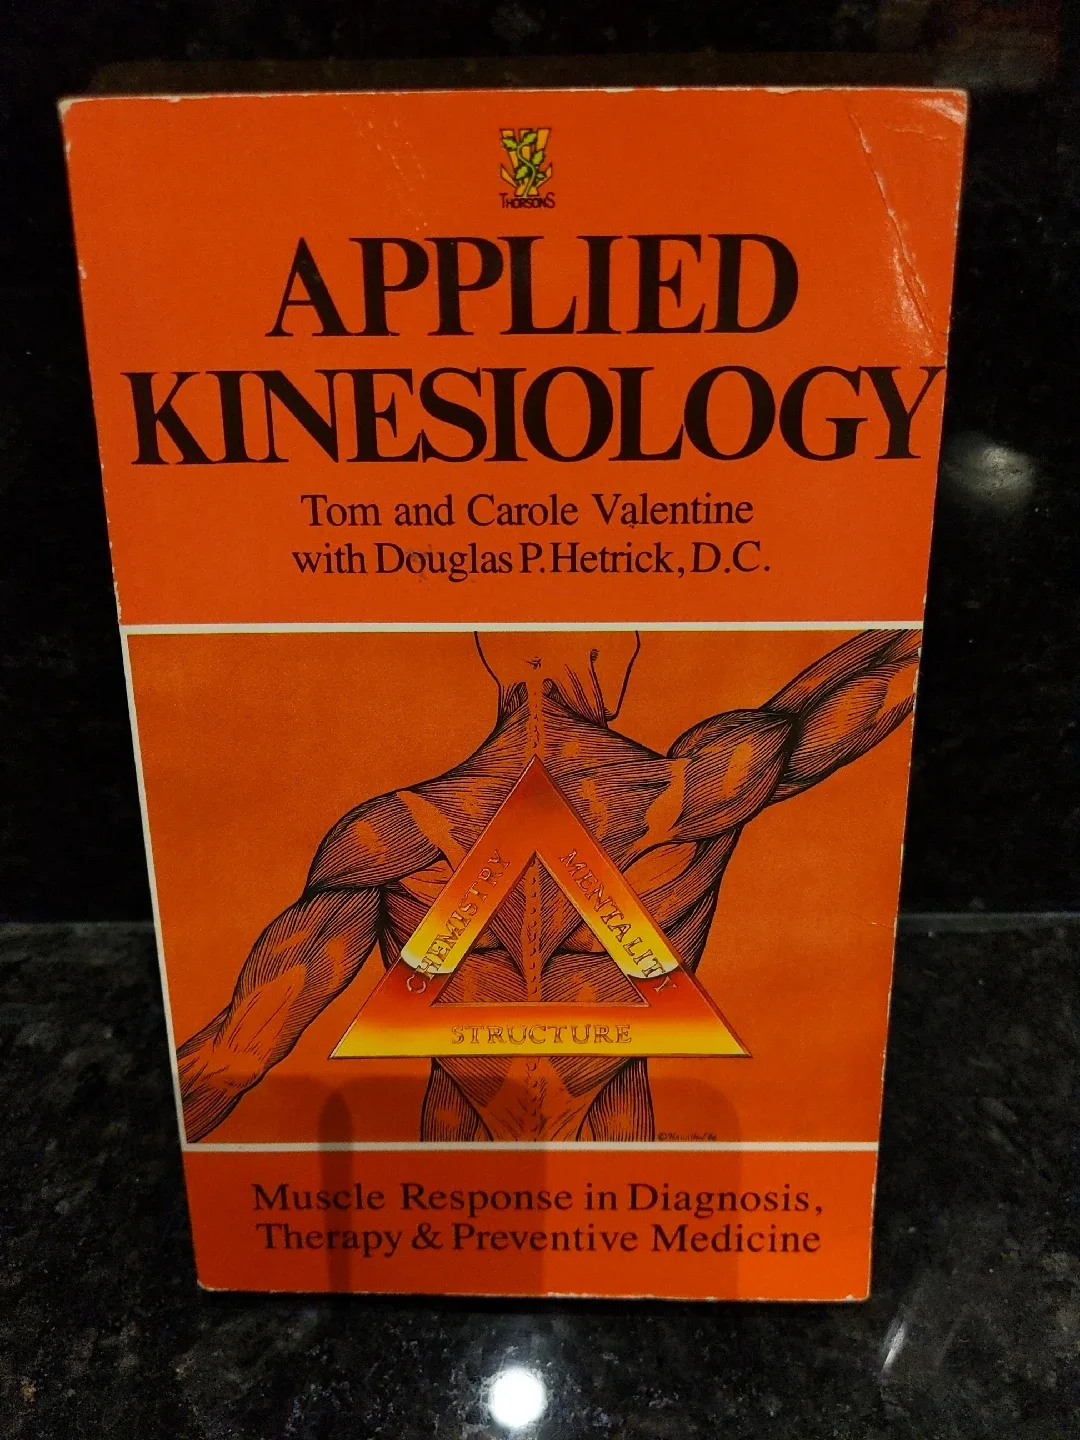 THORSONS
APPLIED
KINESIOLOGY
Tom and Carole Valentine
with Douglas P. Hetrick, D.C.
CHEMISTRY
MENTALITY
STRUCTURE
Muscle Response in Diagnosis,
Therapy & Preventive Medicine